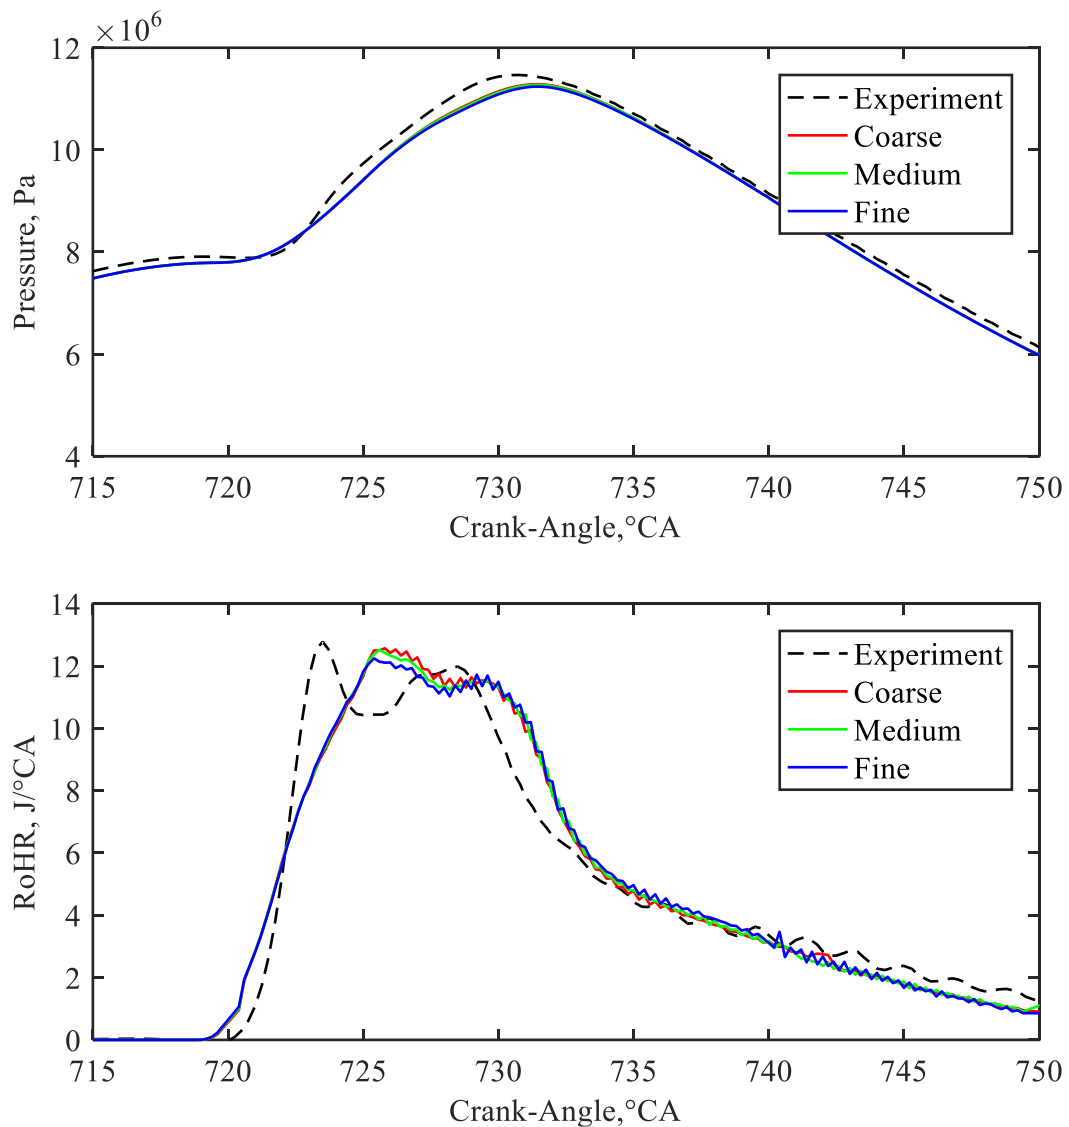 ×10⁶
12
10
8
6
4
Pressure, Pa
715 720 725 730 735 740 745 750
Crank-Angle,°CA
Experiment
Coarse
Medium
Fine
14
12
10
8
6
4
2
0
RoHR, J/°CA
715 720 725 730 735 740 745 750
Crank-Angle,°CA
Experiment
Coarse
Medium
Fine